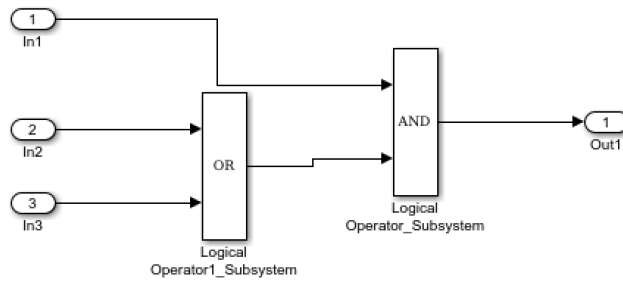 1
In1
2
In2
3
In3
OR
Logical
Operator1_Subsystem
AND
Logical
Operator_Subsystem
1
Out1